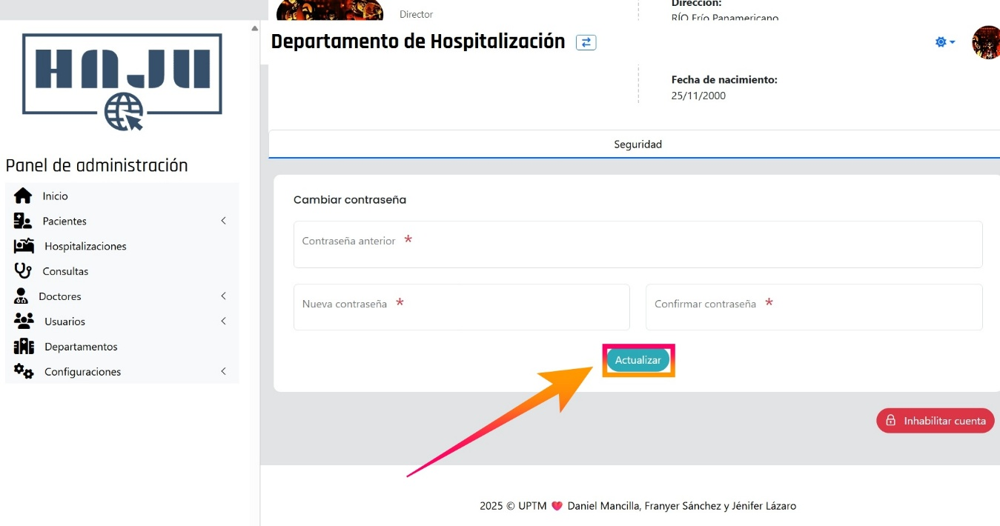 HNJU
Panel de administración
Inicio
Pacientes
Hospitalizaciones
Consultas
Doctores
Usuarios
Departamentos
Configuraciones
Director
Dirección:
RÍO Frío Panamericano
Departamento de Hospitalización
Fecha de nacimiento:
25/11/2000
Seguridad
Cambiar contraseña
Contraseña anterior *
Nueva contraseña *
Confirmar contraseña *
Actualizar
Inhabilitar cuenta
2025 © UPTM 💔 Daniel Mancilla, Franyer Sánchez y Jénifer Lázaro